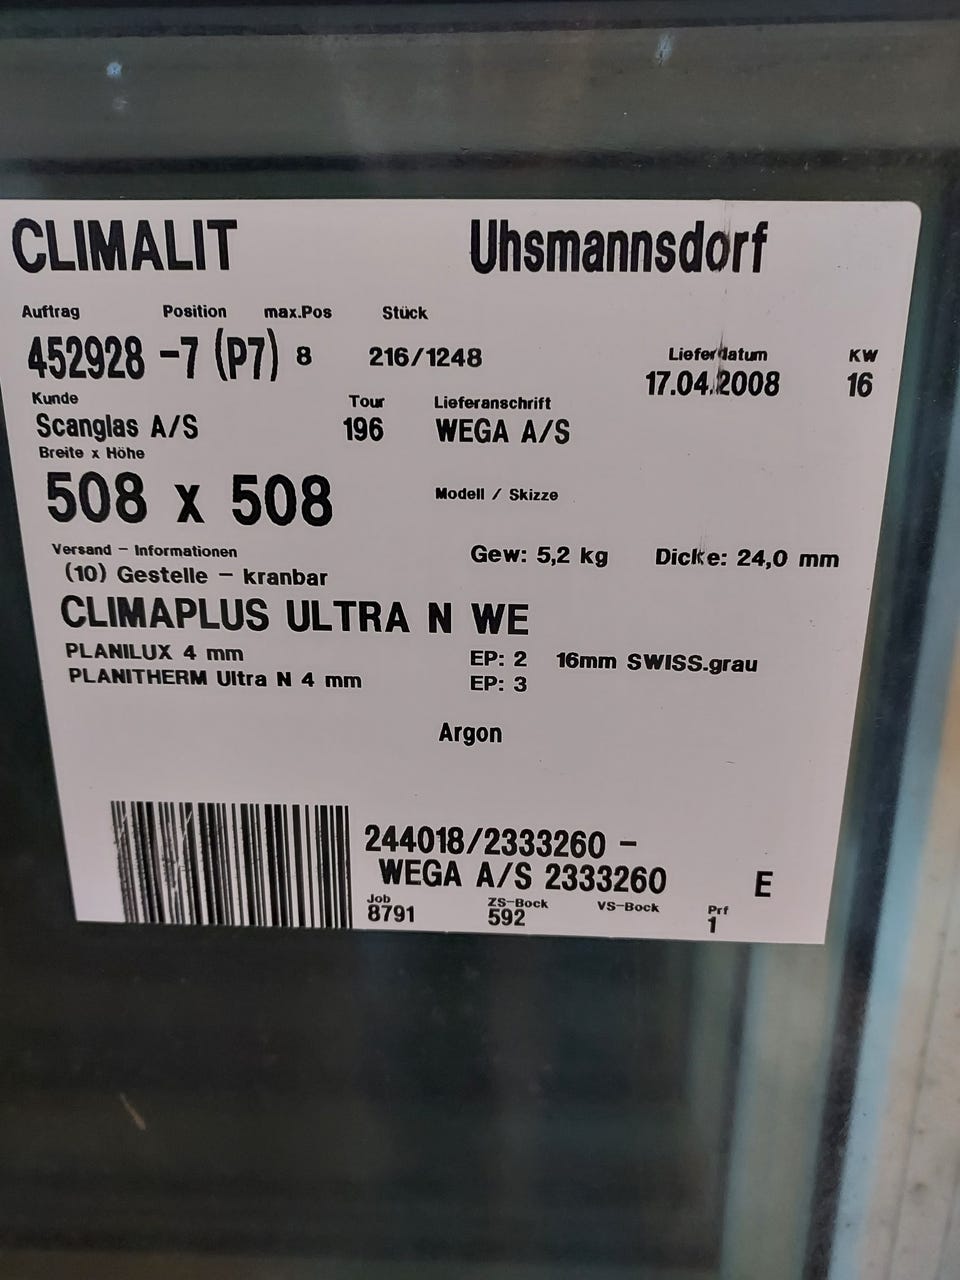 CLIMALIT Uhsmannsdorf
Auftrag Position max.Pos Stück
452928 -7 (P7) 8 216/1248
Lieferdatum KW
17.04.2008 16
Kunde Tour Lieferanschrift
Scanglas A/S 196 WEGA A/S
Breite x Höhe
508 x 508
Modell / Skizze
Versand - Informationen
Gew: 5,2 kg Dicke: 24,0 mm
(10) Gestelle - kranbar
CLIMAPLUS ULTRA N WE
PLANILUX 4 mm EP: 2 16mm SWISS.grau
PLANITHERM Ultra N 4 mm EP: 3
Argon
244018/2333260 -
WEGA A/S 2333260 E
Job ZS-Bock VS-Bock Prf
8791 592 1